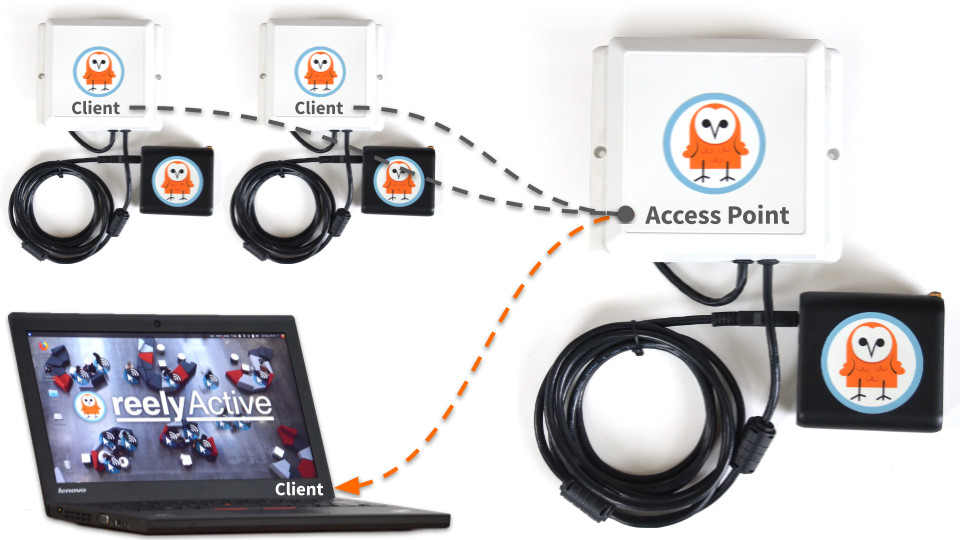 Client
Client
Access Point
reelyActive
lenovo
Client